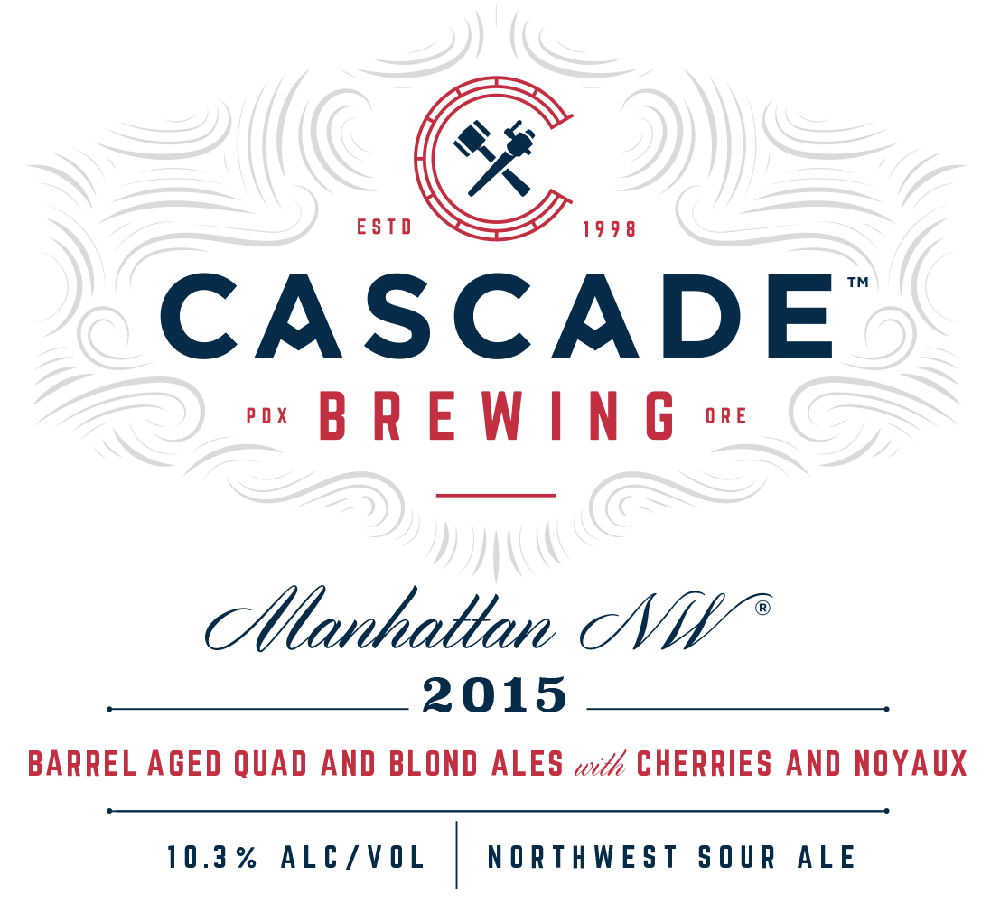 ESTD 1998
CASCADE™
PDX BREWING ORE
Manhattan NW®
2015
BARREL AGED QUAD AND BLOND ALES with CHERRIES AND NOYAUX
10.3% ALC/VOL | NORTHWEST SOUR ALE